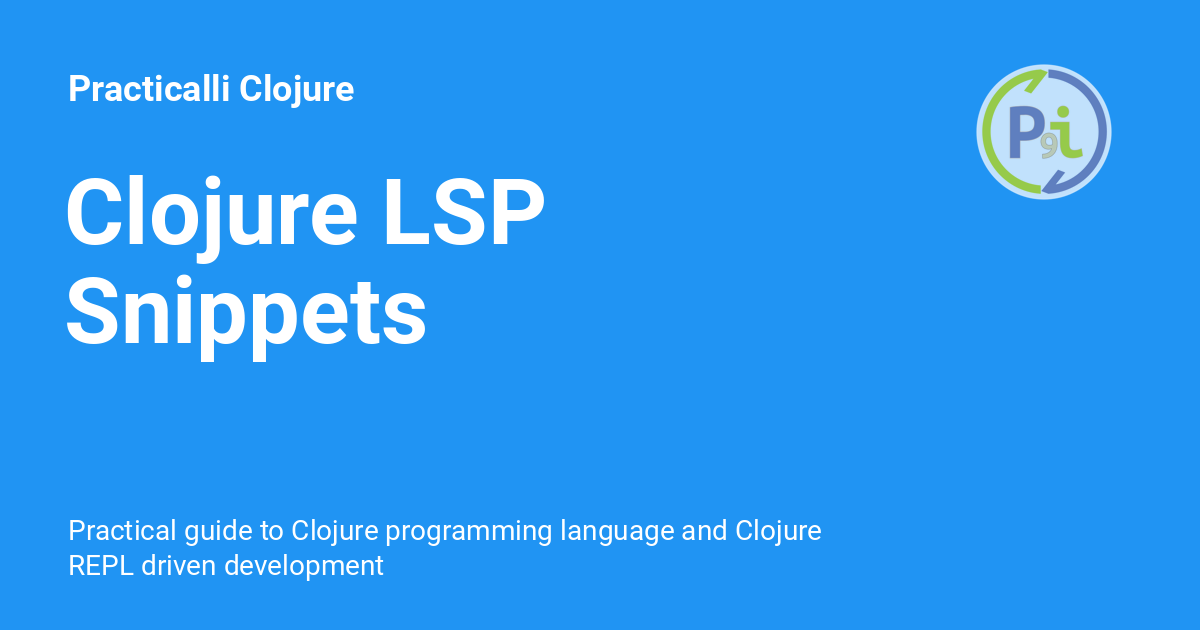 Practicalli Clojure
P9i
Clojure LSP
Snippets
Practical guide to Clojure programming language and Clojure
REPL driven development